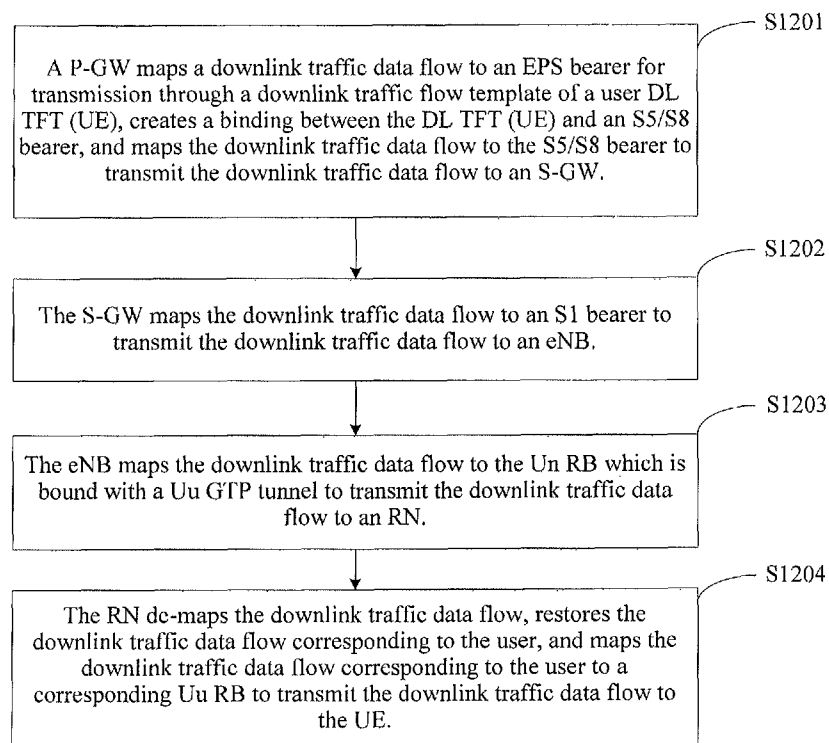 S1201
A P-GW maps a downlink traffic data flow to an EPS bearer for
transmission through a downlink traffic flow template of a user DL
TFT (UE), creates a binding between the DL TFT (UE) and an S5/S8
bearer, and maps the downlink traffic data flow to the S5/S8 bearer to
transmit the downlink traffic data flow to an S-GW.
S1202
The S-GW maps the downlink traffic data flow to an S1 bearer to
transmit the downlink traffic data flow to an eNB.
S1203
The eNB maps the downlink traffic data flow to the Un RB which is
bound with a Uu GTP tunnel to transmit the downlink traffic data
flow to an RN.
S1204
The RN de-maps the downlink traffic data flow, restores the
downlink traffic data flow corresponding to the user, and maps the
downlink traffic data flow corresponding to the user to a
corresponding Uu RB to transmit the downlink traffic data flow to
the UE.